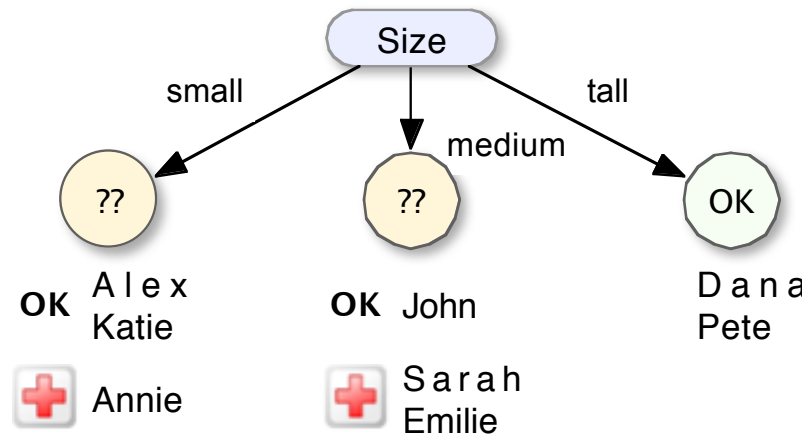 Size
small
medium
tall
??
??
OK
OK Alex
Katie
OK John
Dana
Pete
Annie
Sarah
Emilie